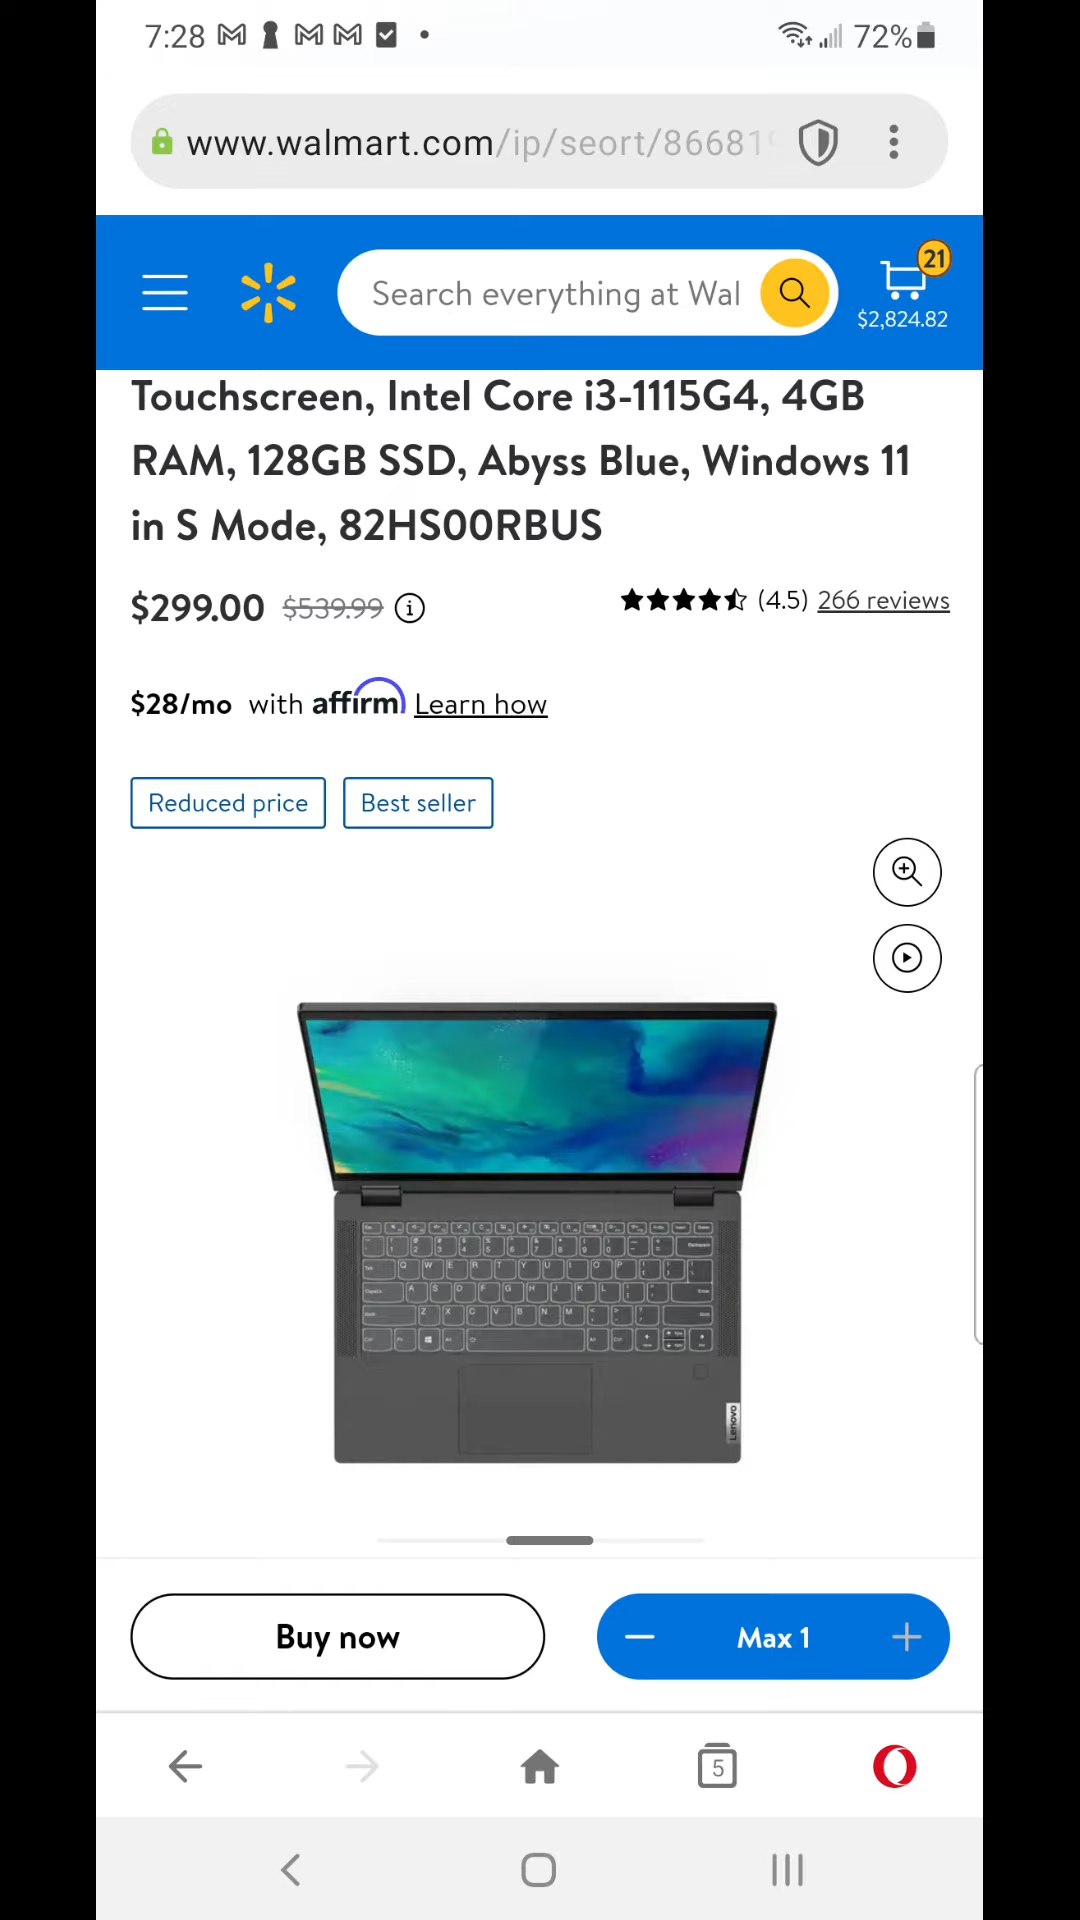 7:28
72%
www.walmart.com/ip/seort/86681
21
Search everything at Wal
$2,824.82
Touchscreen, Intel Core i3-1115G4, 4GB
RAM, 128GB SSD, Abyss Blue, Windows 11
in S Mode, 82HS00RBUS
$299.00 $539.99 i
(4.5) 266 reviews
$28/mo with affirm Learn how
Reduced price
Best seller
Lenovo
Buy now
Max 1
5